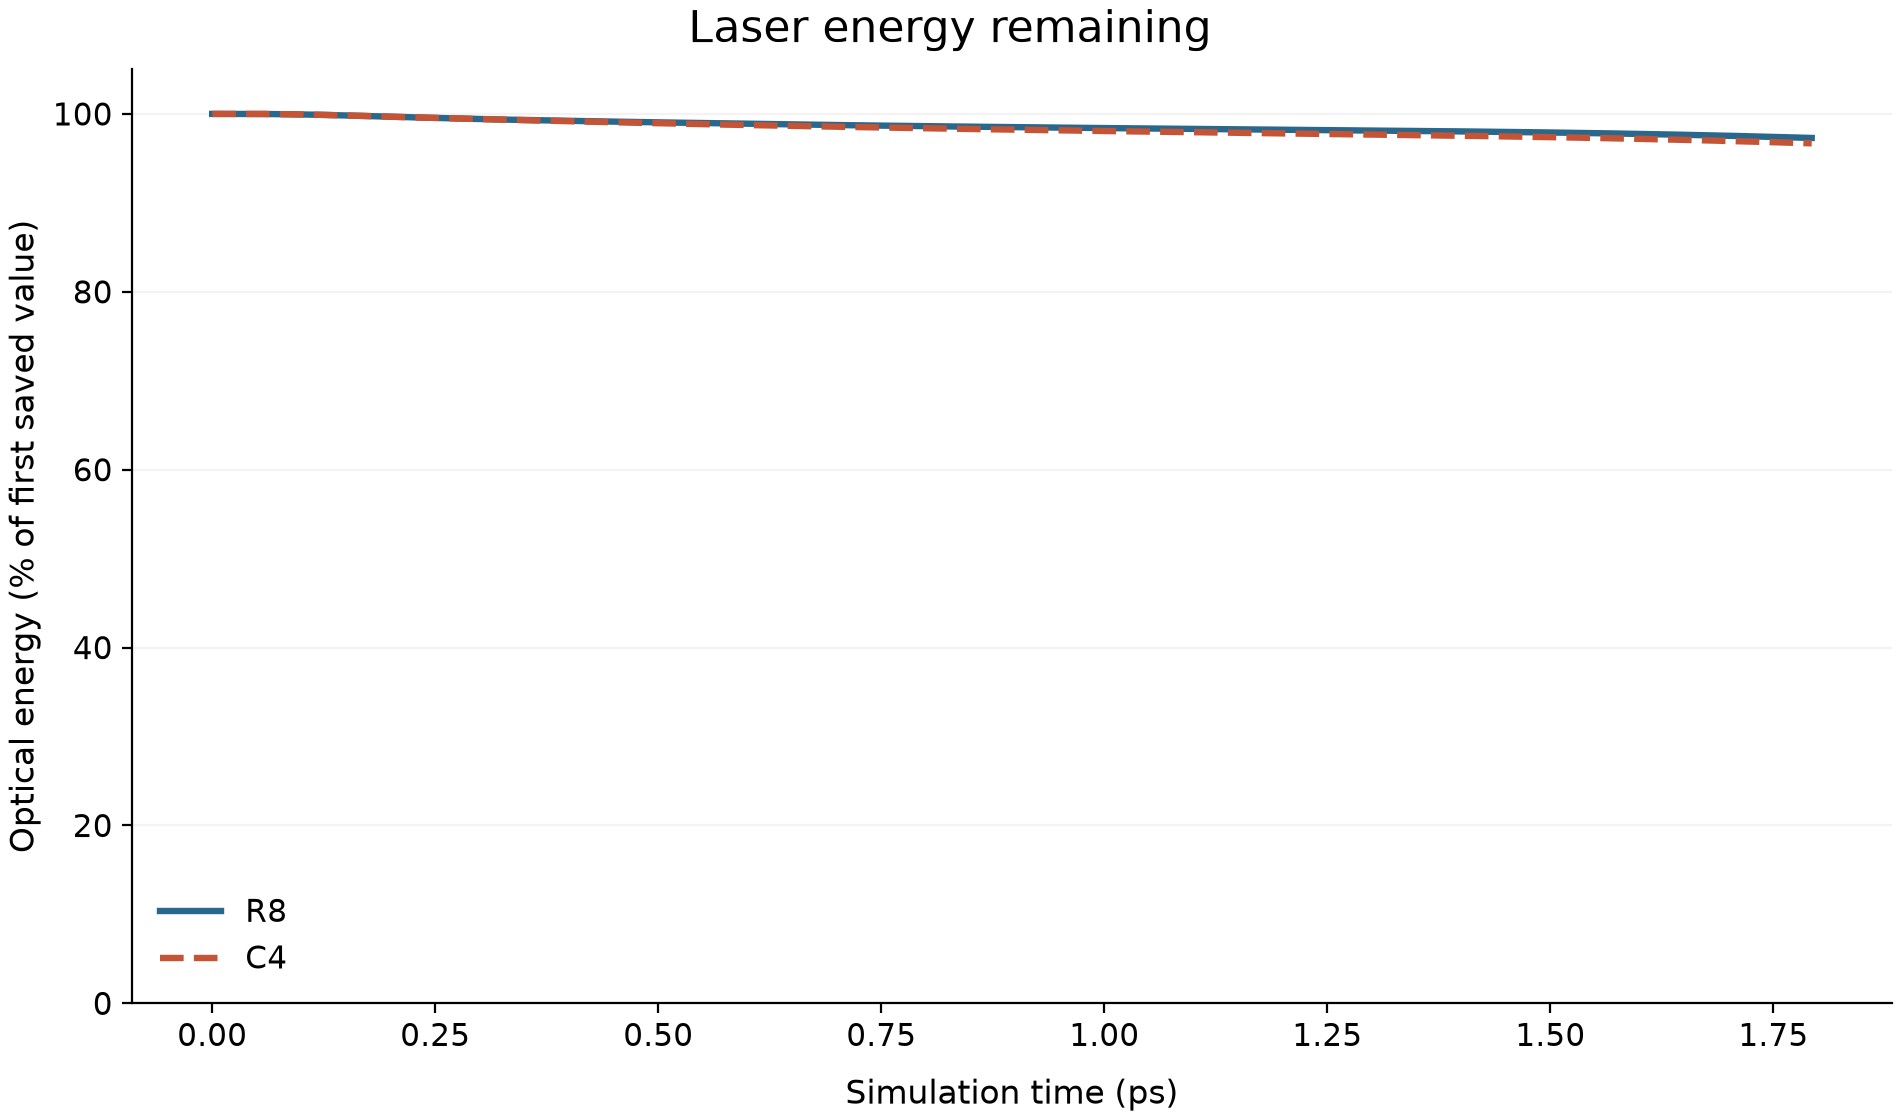 Laser energy remaining
Optical energy (% of first saved value)
100
80
60
40
20
0
R8
C4
0.00 0.25 0.50 0.75 1.00 1.25 1.50 1.75
Simulation time (ps)